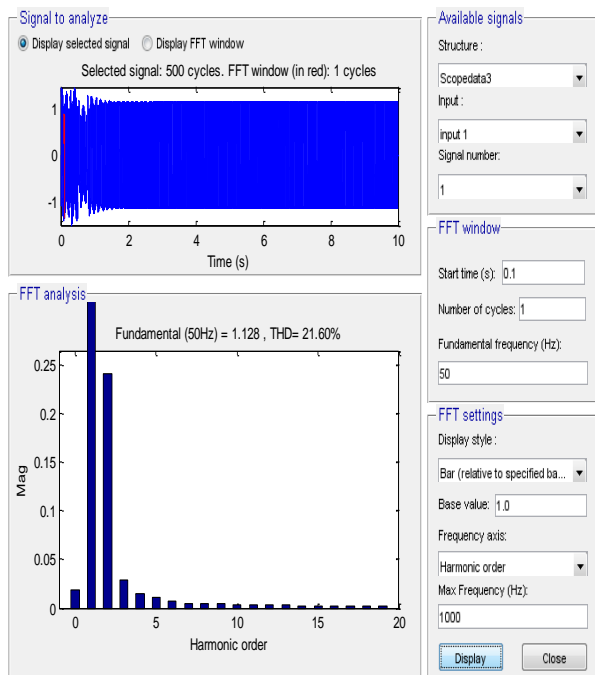 Signal to analyze
Display selected signal Display FFT window
Selected signal: 500 cycles. FFT window (in red): 1 cycles
1
0
-1
0 2 4 6 8 10
Time (s)
FFT analysis
Fundamental (50Hz) = 1.128 , THD= 21.60%
0.25
0.2
0.15
0.1
0.05
0
Mag
0 5 10 15 20
Harmonic order
Available signals
Structure :
Scopedata3
Input :
input 1
Signal number:
1
FFT window
Start time (s): 0.1
Number of cycles: 1
Fundamental frequency (Hz):
50
FFT settings
Display style :
Bar (relative to specified ba...
Base value: 1.0
Frequency axis:
Harmonic order
Max Frequency (Hz):
1000
Display Close